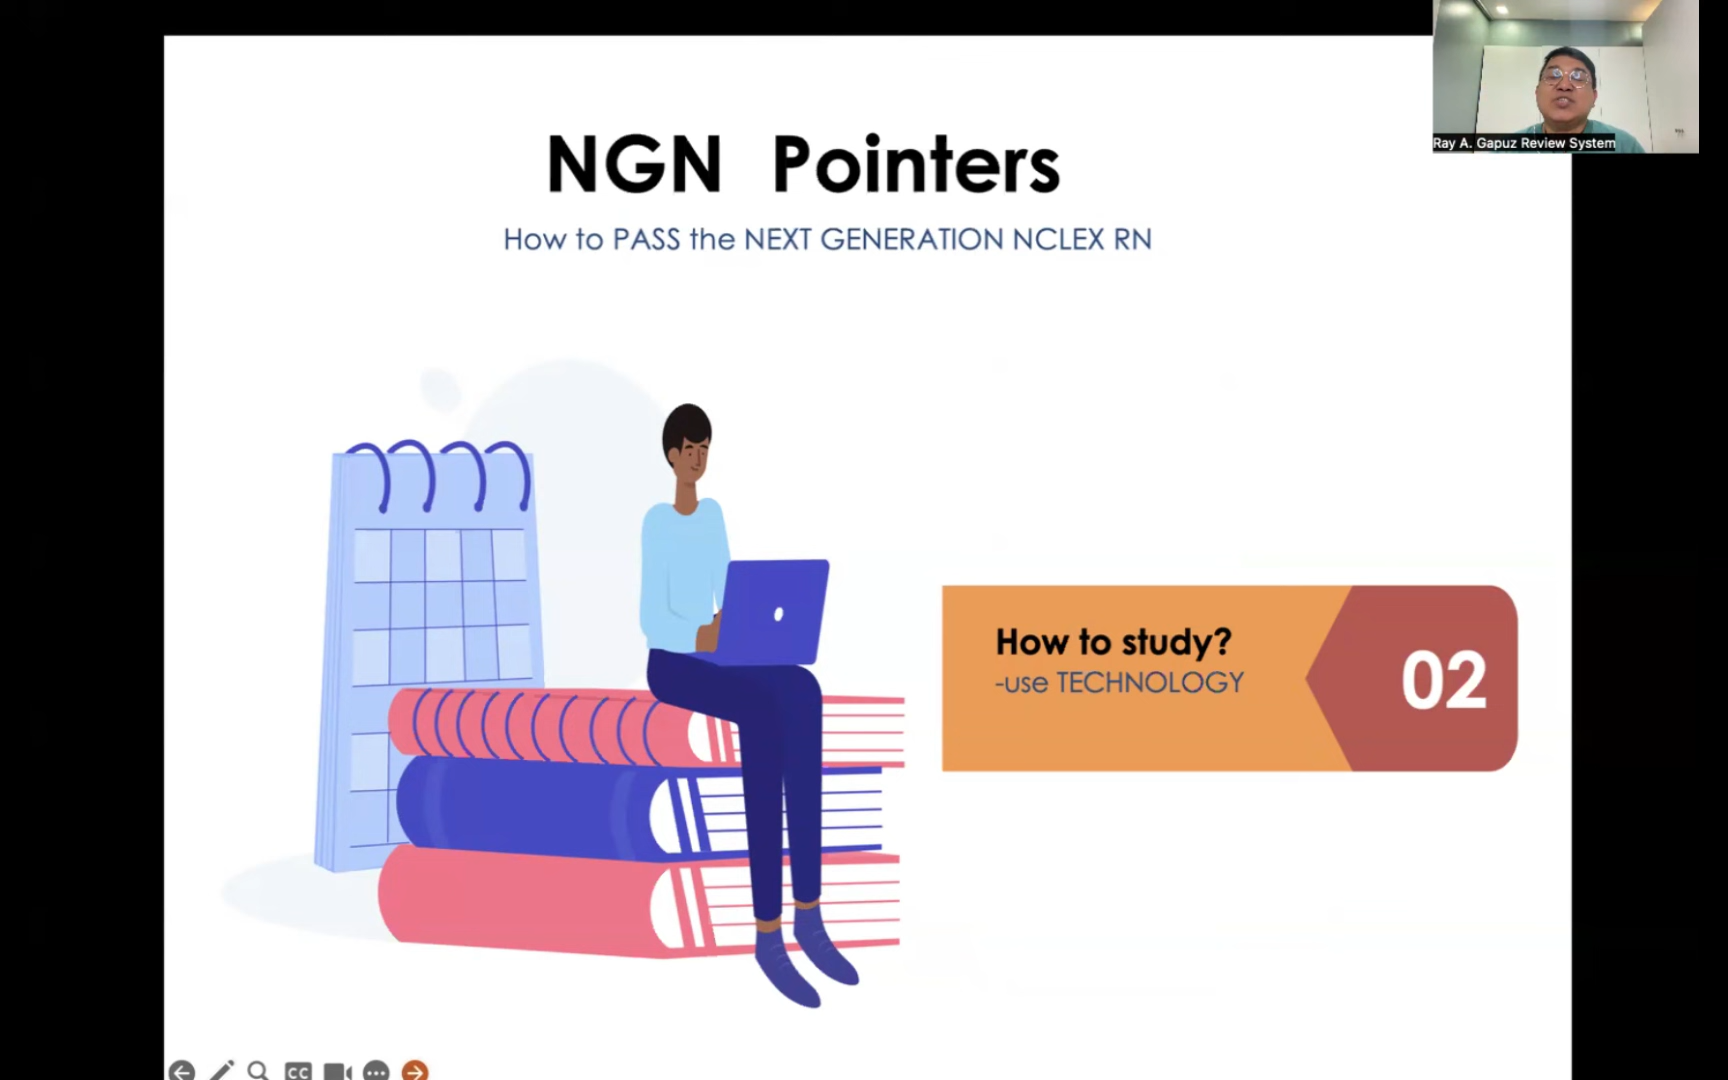 Ray A. Gapuz Review System
NGN Pointers
How to PASS the NEXT GENERATION NCLEX RN
How to study?
-use TECHNOLOGY
02
CC